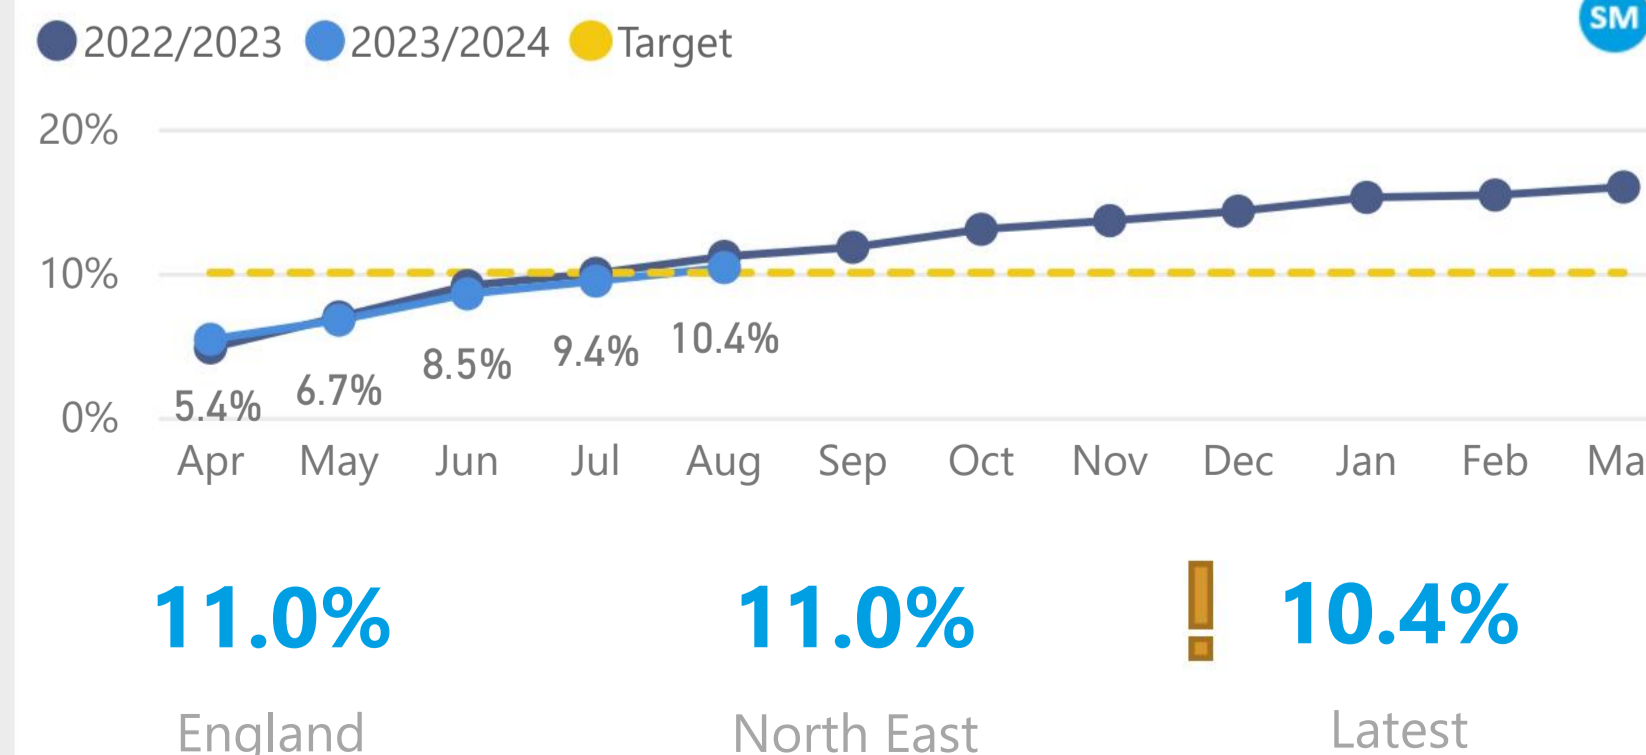 2022/2023 2023/2024 Target
SM
20%
10%
0%
5.4% 6.7% 8.5% 9.4% 10.4%
Apr May Jun Jul Aug Sep Oct Nov Dec Jan Feb Ma
11.0% 11.0% ! 10.4%
England North East Latest